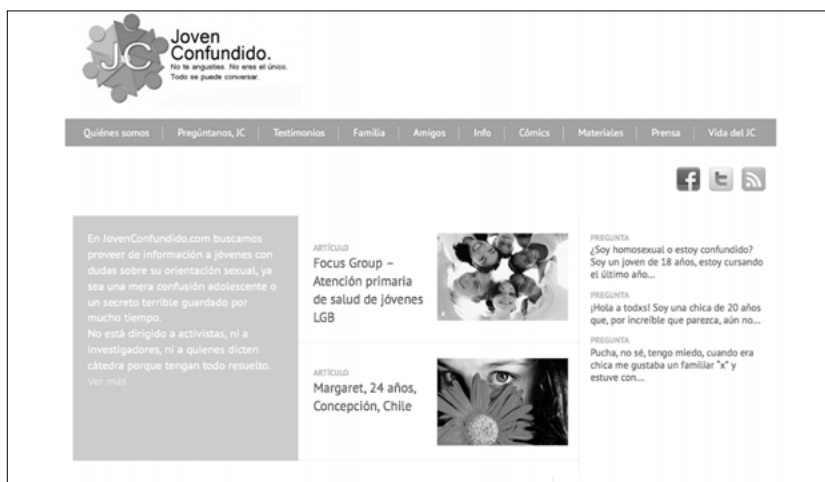 JC
Joven
Confundido.
No te angusties. No eres el único.
Todo se puede conversar.
Quiénes somos
Pregúntanos, JC
Testimonios
Familia
Amigos
Info
Cómics
Materiales
Prensa
Vida del JC
En JovenConfundido.com buscamos
proveer de información a jóvenes con
dudas sobre su orientación sexual, ya
sea una mera confusión adolescente o
un secreto terrible guardado por
mucho tiempo.
No está dirigido a activistas, ni a
investigadores, ni a quienes dicten
cátedra porque tengan todo resuelto.
Ver más
ARTÍCULO
Focus Group –
Atención primaria
de salud de jóvenes
LGB
ARTÍCULO
Margaret, 24 años,
Concepción, Chile
PREGUNTA
¿Soy homosexual o estoy confundido?
Soy un joven de 18 años, estoy cursando
el último año...
PREGUNTA
¡Hola a todxs! Soy una chica de 20 años
que, por increíble que parezca, aún no...
PREGUNTA
Pucha, no sé, tengo miedo, cuando era
chica me gustaba un familiar "x" y
estuve con...